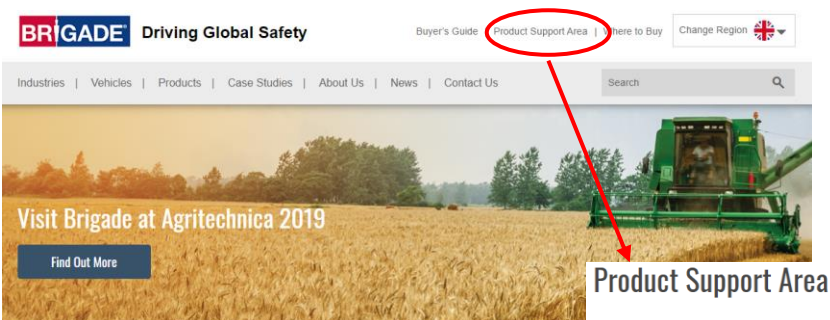 BRIGADE Driving Global Safety
Buyer's Guide | Product Support Area | Where to Buy
Change Region
Industries | Vehicles | Products | Case Studies | About Us | News | Contact Us
Search
Visit Brigade at Agritechnica 2019
Find Out More
Product Support Area